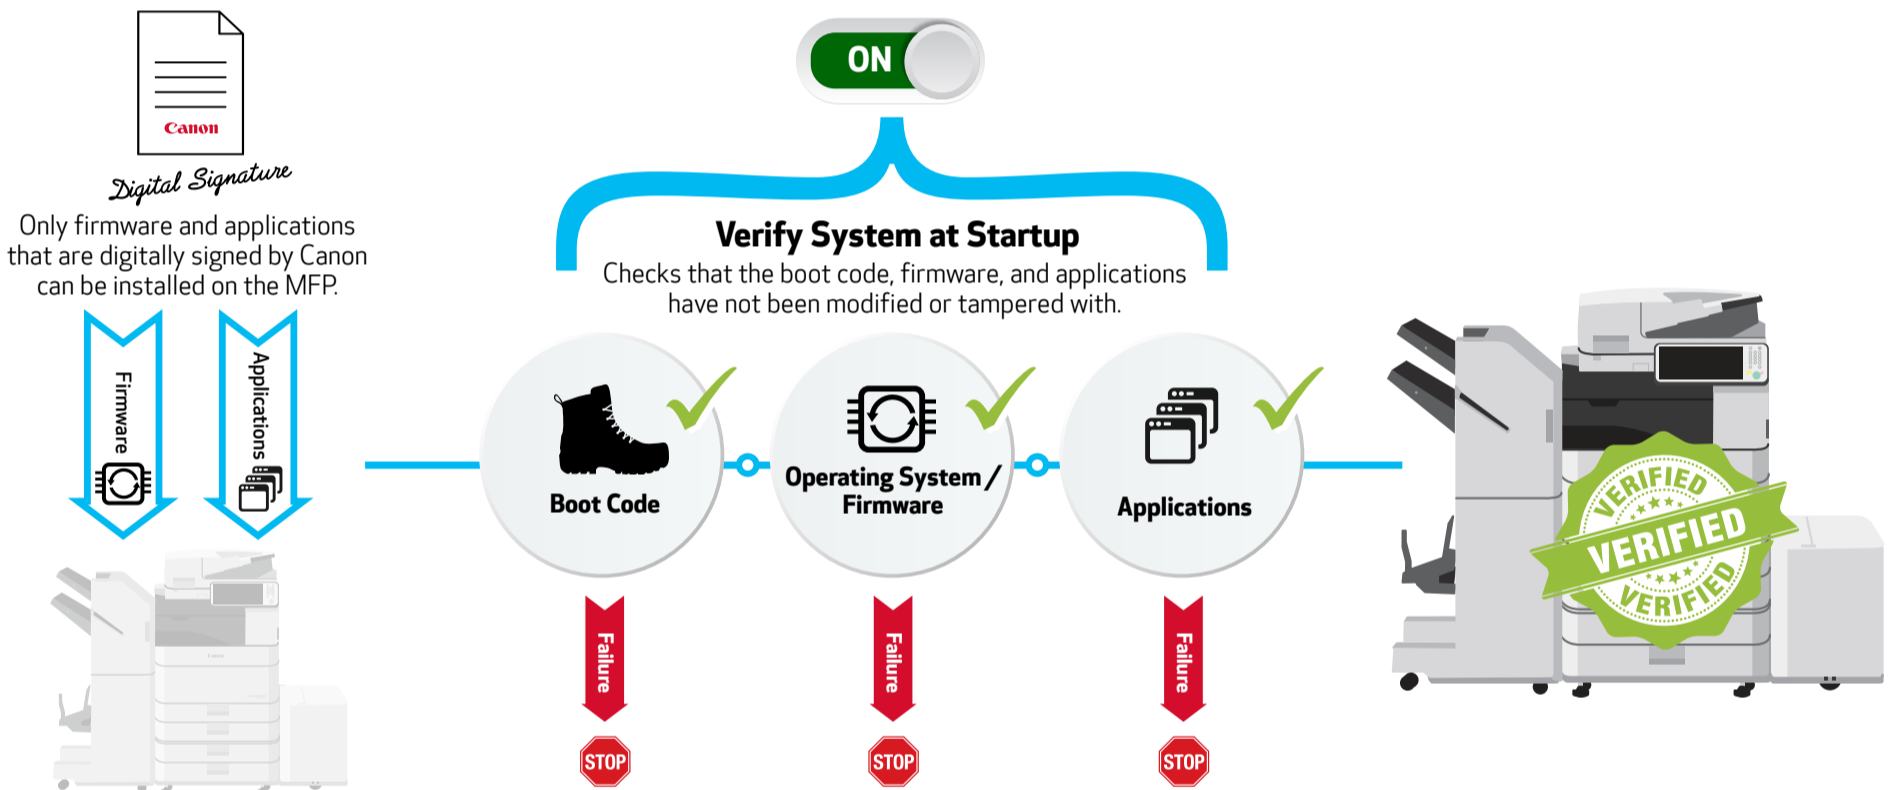 Canon
Digital Signature
Only firmware and applications
that are digitally signed by Canon
can be installed on the MFP.
Firmware
Applications
ON
Verify System at Startup
Checks that the boot code, firmware, and applications
have not been modified or tampered with.
Boot Code
Operating System /
Firmware
Applications
Failure
Failure
Failure
STOP
STOP
STOP
VERIFIED
VERIFIED
VERIFIED